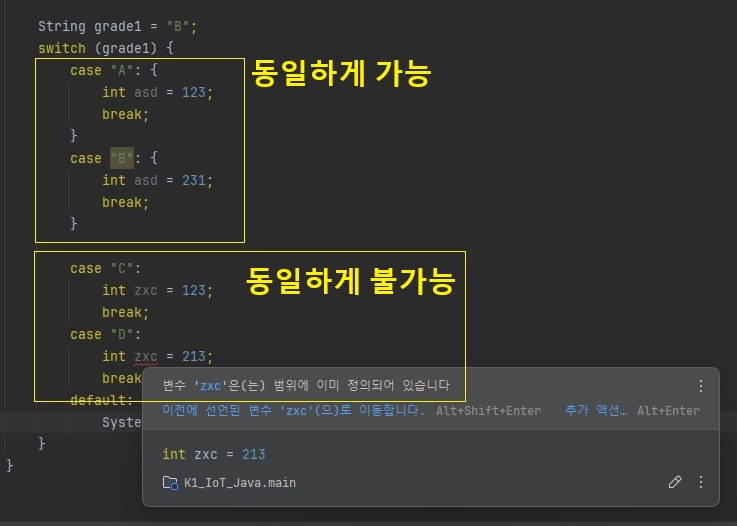 String grade1 = "B";
switch (grade1) {
case "A": {
동일하게 가능
int asd = 123;
break;
}
case "B": {
int asd = 231;
break;
}
case "C":
동일하게 불가능
int zxc = 123;
break;
case "D":
int zxc = 213;
break
변수 'zxc'은(는) 범위에 이미 정의되어 있습니다
default:
이전에 선언된 변수 'zxc'(으)로 이동합니다. Alt+Shift+Enter 추가 액션… Alt+Enter
Syste
}
int zxc = 213
}
K1_IoT_Java.main